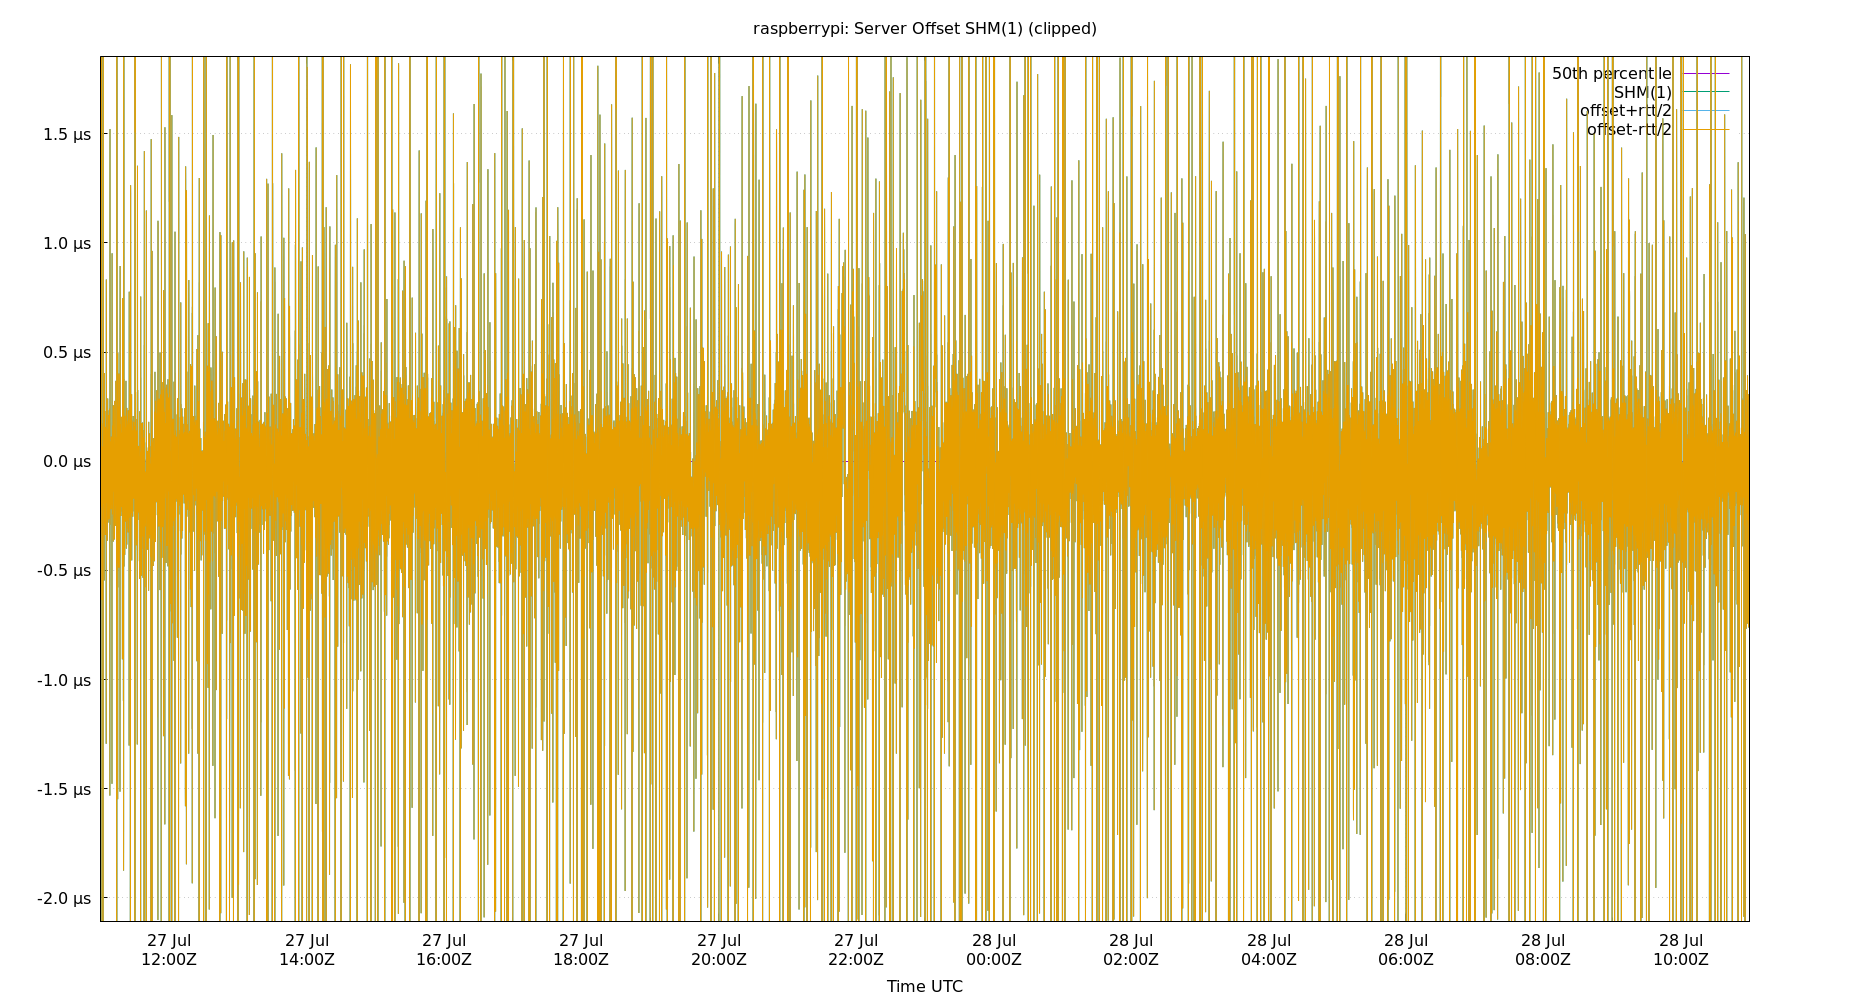 raspberrypi: Server Offset SHM(1) (clipped)
50th percentile
SHM(1)
offset+rtt/2
offset-rtt/2
1.5 µs
1.0 µs
0.5 µs
0.0 µs
-0.5 µs
-1.0 µs
-1.5 µs
-2.0 µs
27 Jul 27 Jul 27 Jul 27 Jul 27 Jul 27 Jul 28 Jul 28 Jul 28 Jul 28 Jul 28 Jul 28 Jul
12:00Z 14:00Z 16:00Z 18:00Z 20:00Z 22:00Z 00:00Z 02:00Z 04:00Z 06:00Z 08:00Z 10:00Z
Time UTC